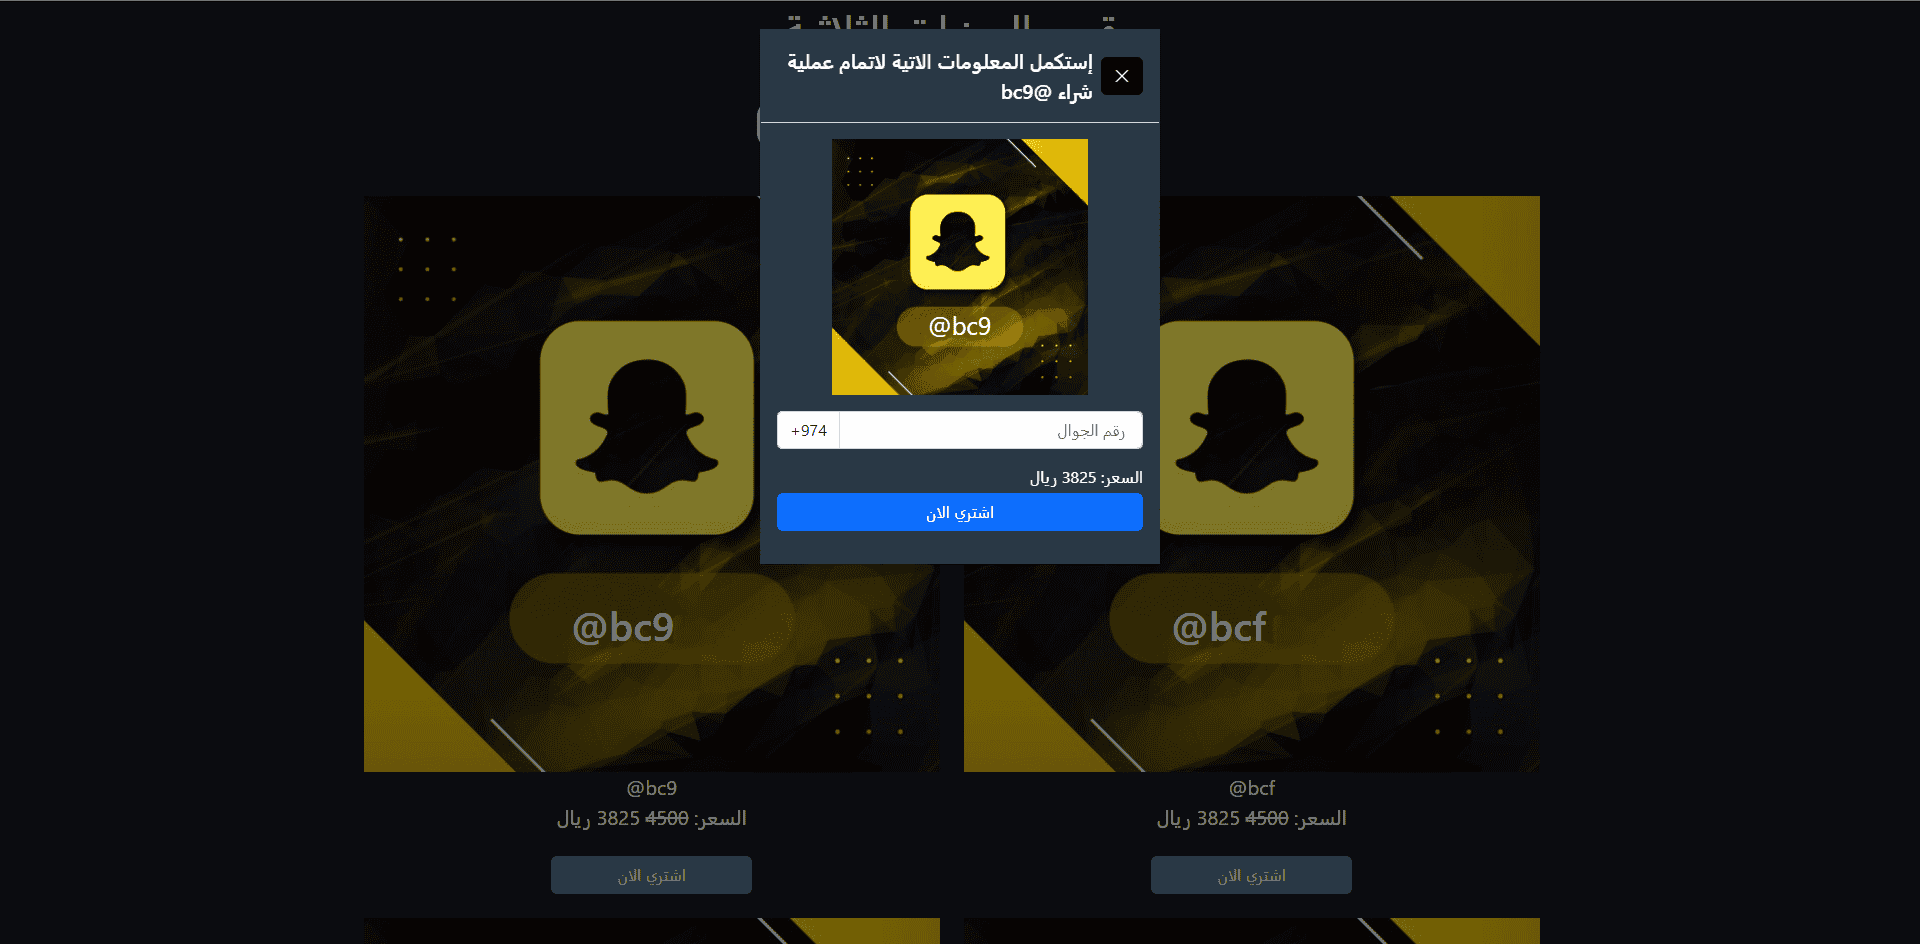 إستكمل المعلومات الاتية لاتمام عملية
شراء @bc9
@bc9
رقم الجوال
+974
السعر: 3825 ريال
اشتري الان
@bc9
@bcf
@bc9
السعر: 4500 3825 ريال
اشتري الان
@bcf
السعر: 4500 3825 ريال
اشتري الان